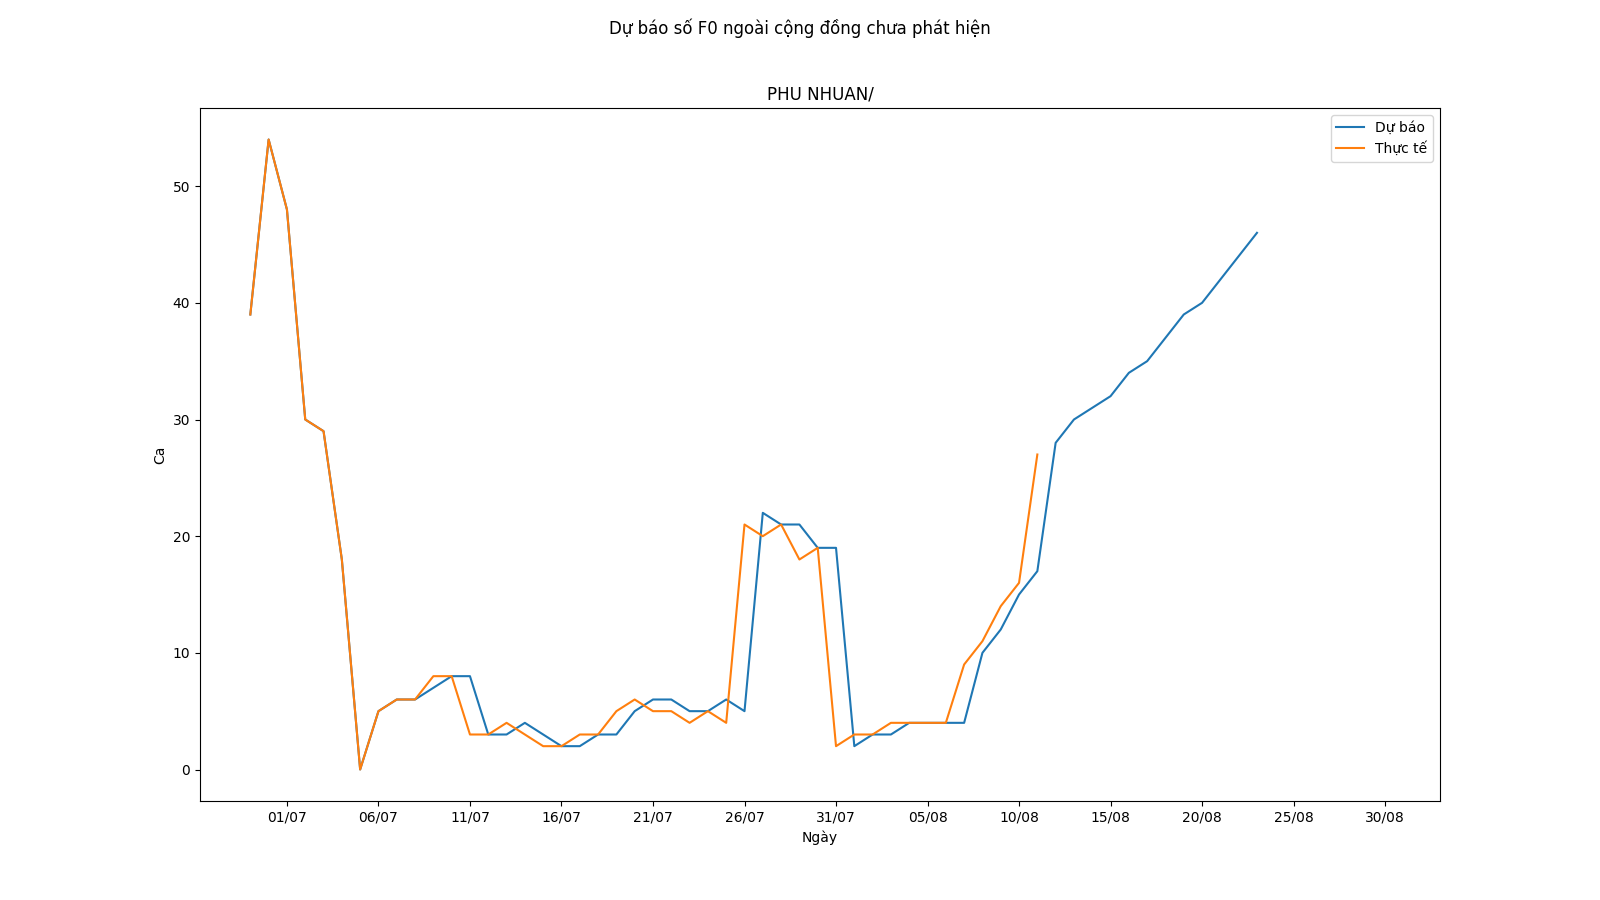 Dự báo số F0 ngoài cộng đồng chưa phát hiện
PHU NHUAN/
Dự báo
Thực tế
50
40
30
20
10
0
Ca
01/07 06/07 11/07 16/07 21/07 26/07 31/07 05/08 10/08 15/08 20/08 25/08 30/08
Ngày